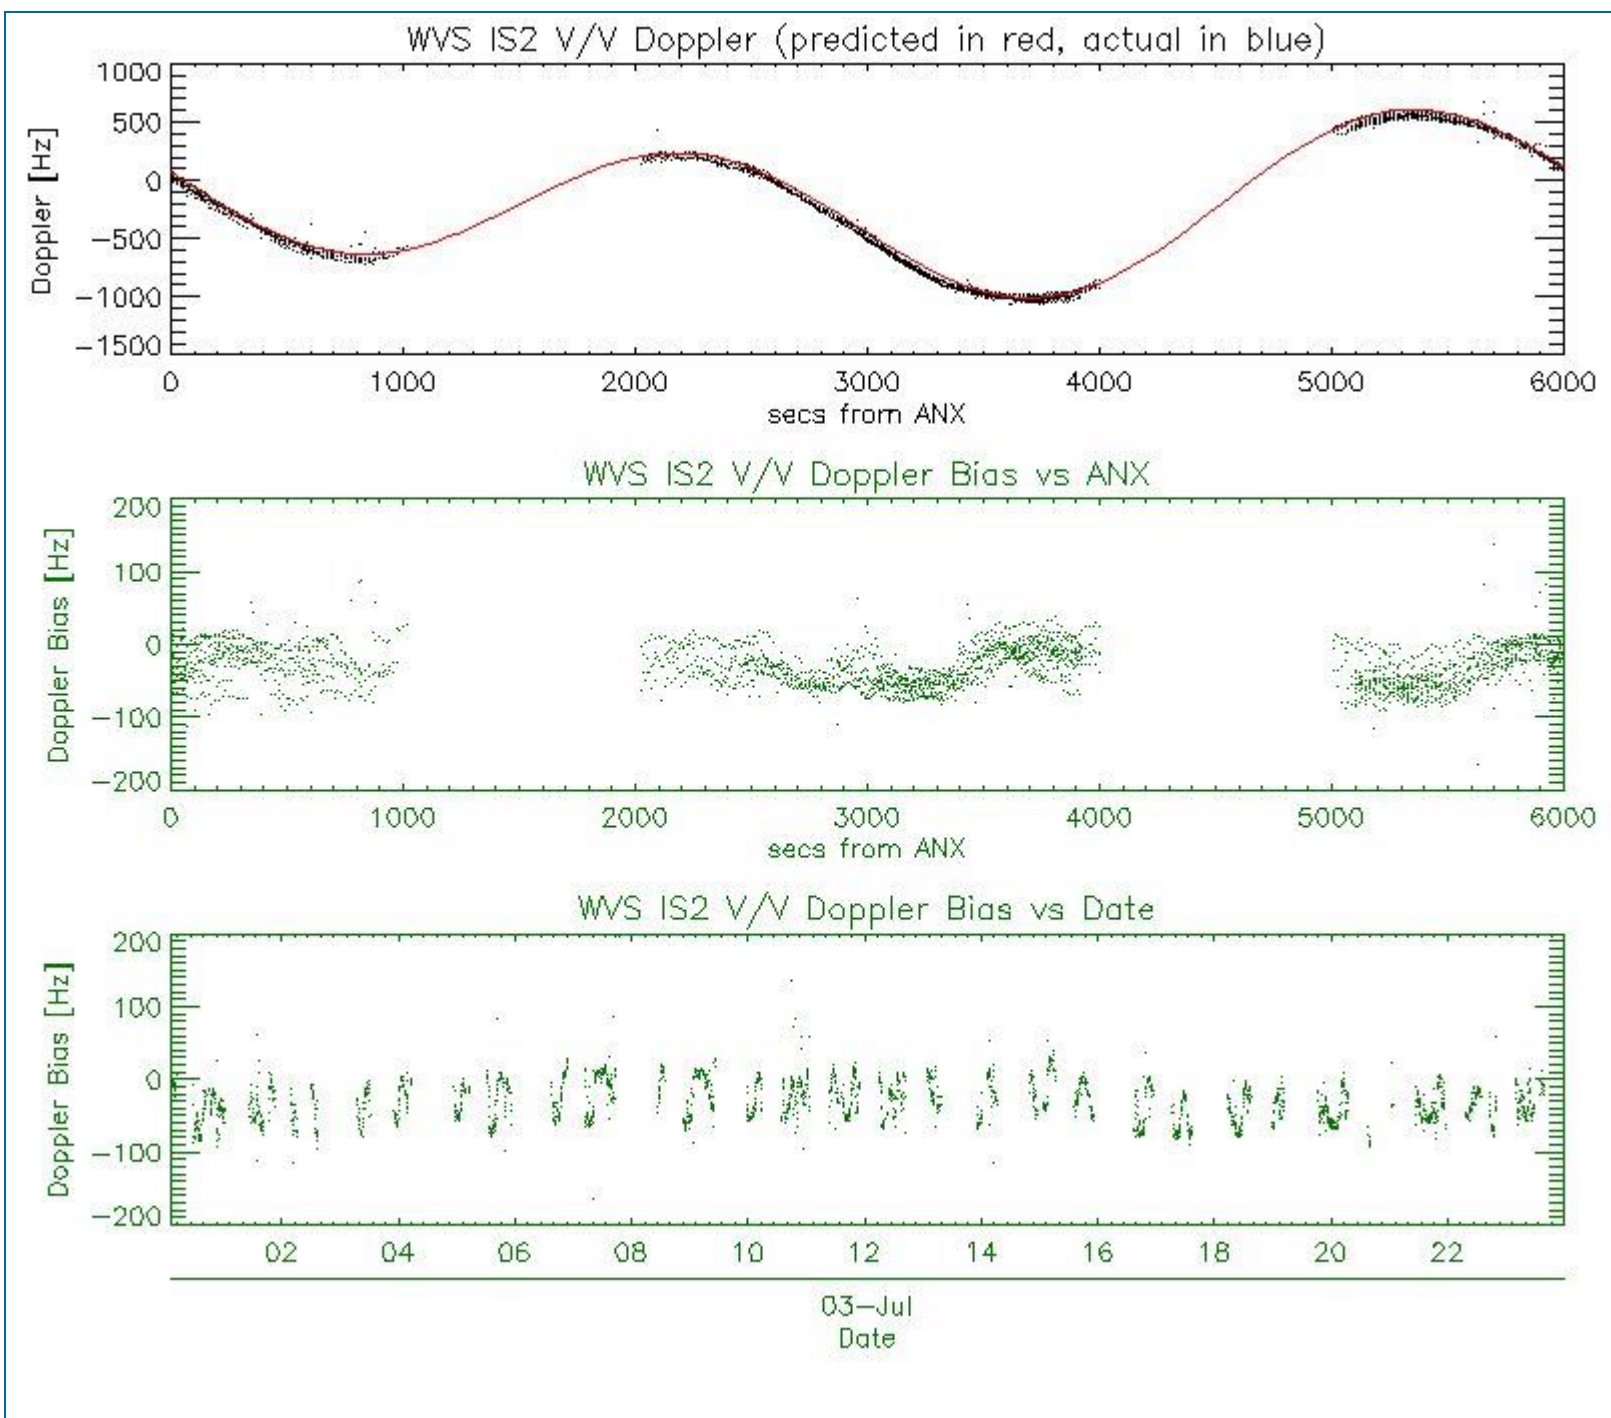 WVS IS2 V/V Doppler (predicted in red, actual in blue)
1000
500
0
−500
−1000
−1500
Doppler [Hz]
0 1000 2000 3000 4000 5000 6000
secs from ANX
WVS IS2 V/V Doppler Bias vs ANX
200
100
0
−100
−200
Doppler Bias [Hz]
0 1000 2000 3000 4000 5000 6000
secs from ANX
WVS IS2 V/V Doppler Bias vs Date
200
100
0
−100
−200
Doppler Bias [Hz]
02 04 06 08 10 12 14 16 18 20 22
03−Jul
Date